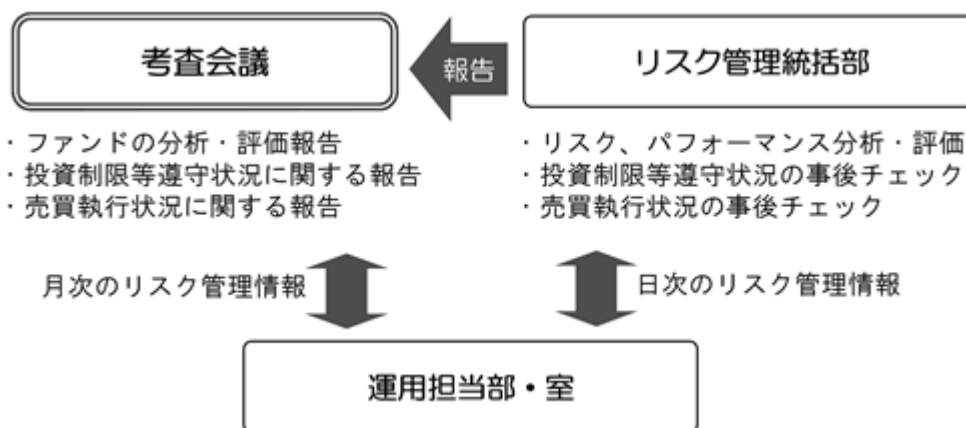 考査会議
報告
リスク管理統括部
・ファンドの分析・評価報告
・投資制限等遵守状況に関する報告
・売買執行状況に関する報告
・リスク、パフォーマンス分析・評価
・投資制限等遵守状況の事後チェック
・売買執行状況の事後チェック
月次のリスク管理情報
日次のリスク管理情報
運用担当部・室